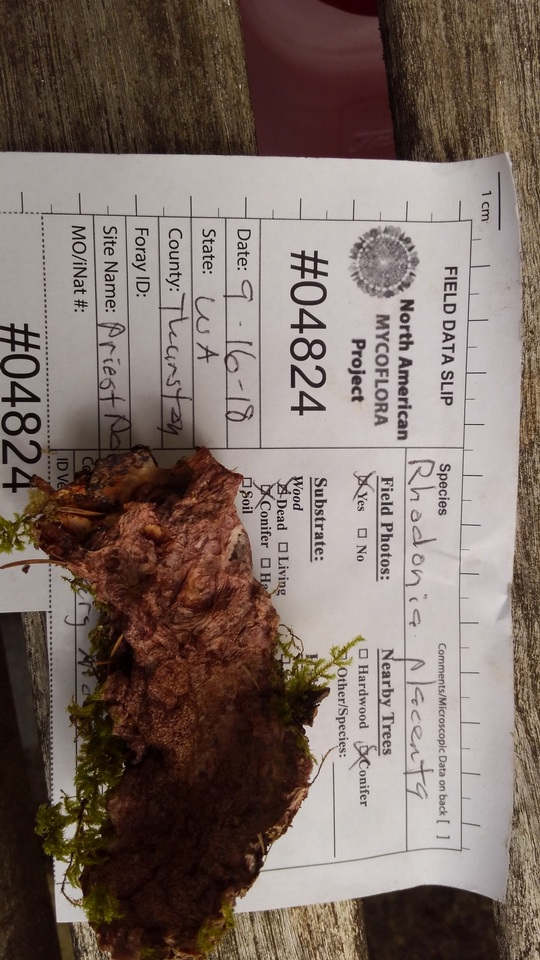 1 cm
FIELD DATA SLIP
North American
MYCOFLORA
Project
#04824
Date: 9-16-18
State: WA
County: Thurston
Foray ID:
Site Name: Priest
MO/iNat #:
Species
Comments/Microscopic Data on back [ ]
Rhodonia placenta
Field Photos:
Yes No
Nearby Trees
Hardwood Conifer
Other/Species:
Substrate:
Wood
Dead Living
Conifer
Soil
#04824